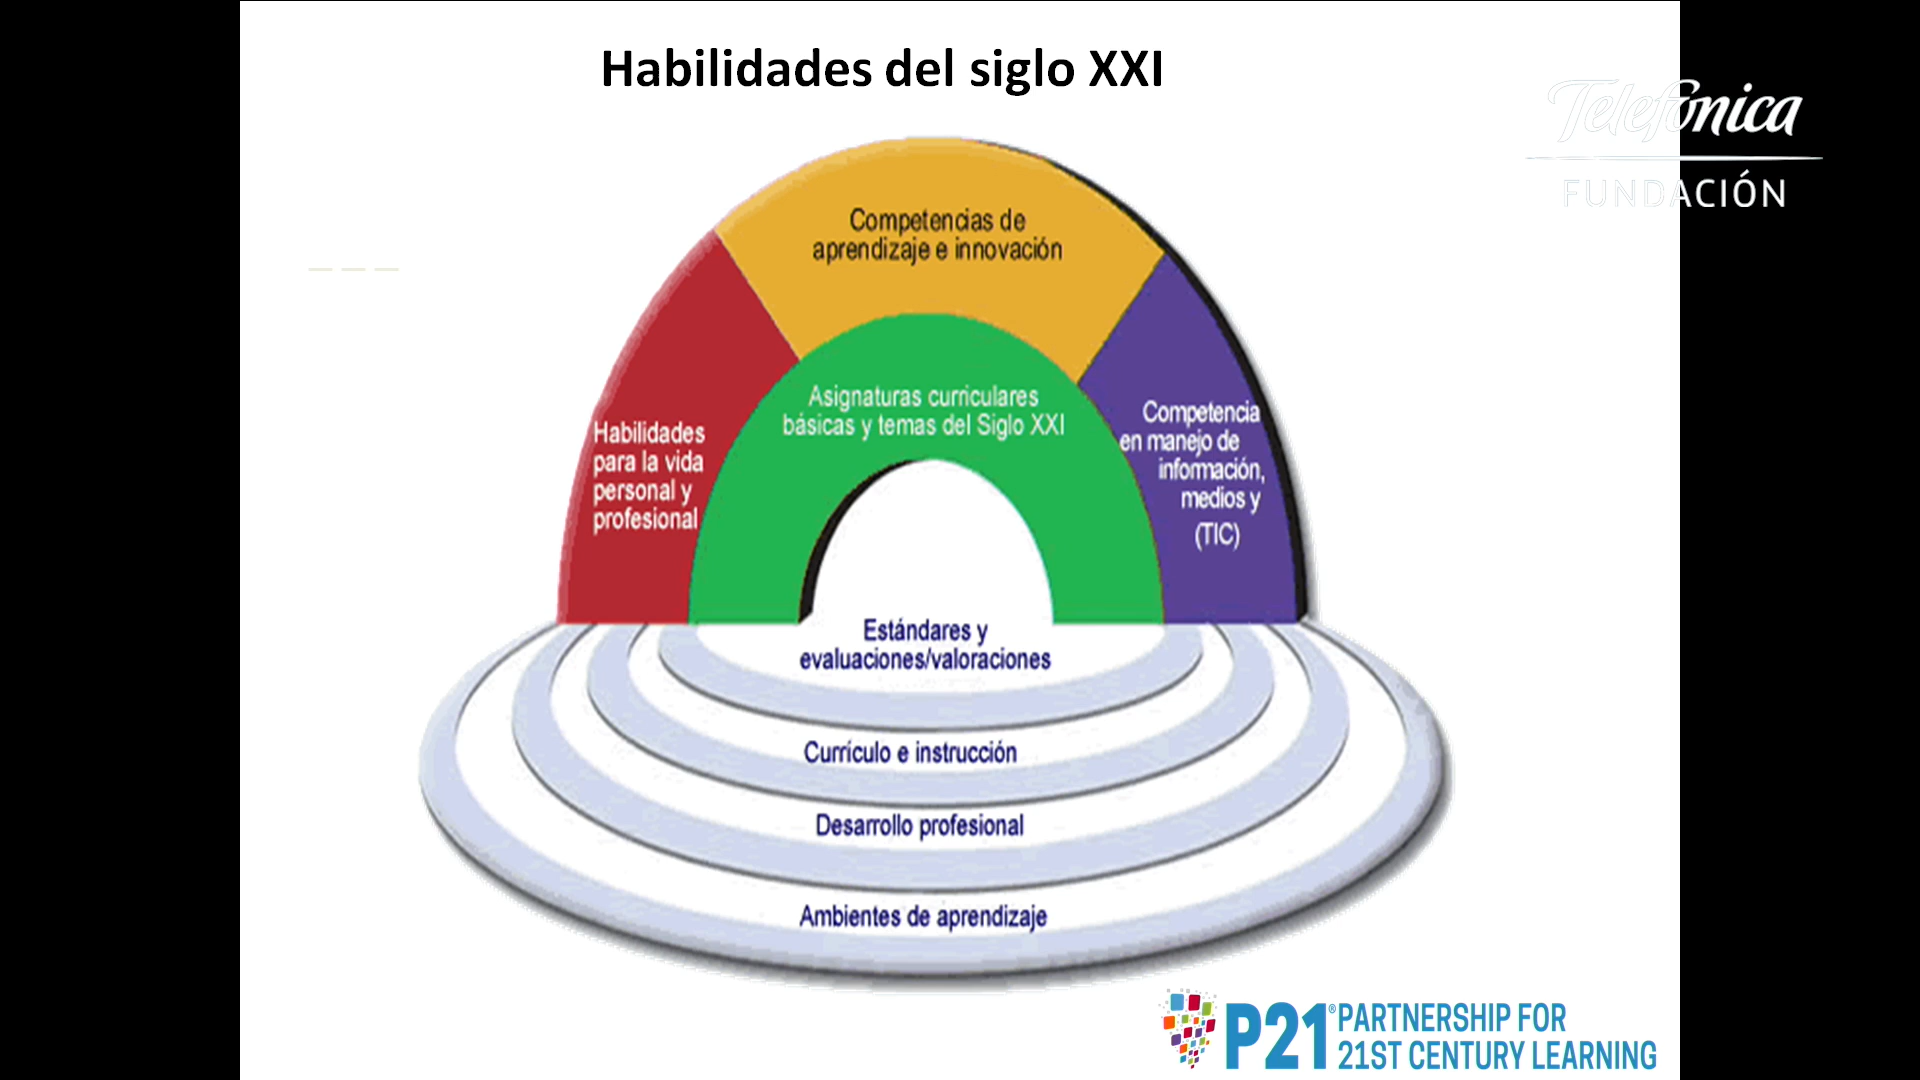 Habilidades del siglo XXI
Telefónica
FUNDACIÓN
Competencias de
aprendizaje e innovación
Asignaturas curriculares
básicas y temas del Siglo XXI
Habilidades
para la vida
personal y
profesional
Competencia
en manejo de
información,
medios y
(TIC)
Estándares y
evaluaciones/valoraciones
Currículo e instrucción
Desarrollo profesional
Ambientes de aprendizaje
P21® PARTNERSHIP FOR
21ST CENTURY LEARNING